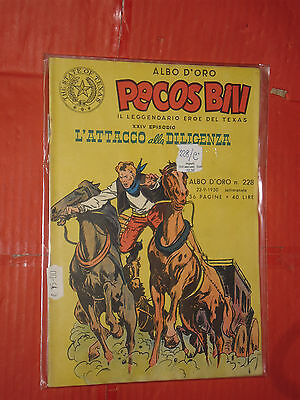 ALBO D'ORO
PECOS BILL
IL LEGGENDARIO EROE DEL TEXAS
XXIV EPISODIO
L'ATTACCO alla DILIGENZA
228/C
ALBO D'ORO n. 228
36 PAGINE • 40 LIRE